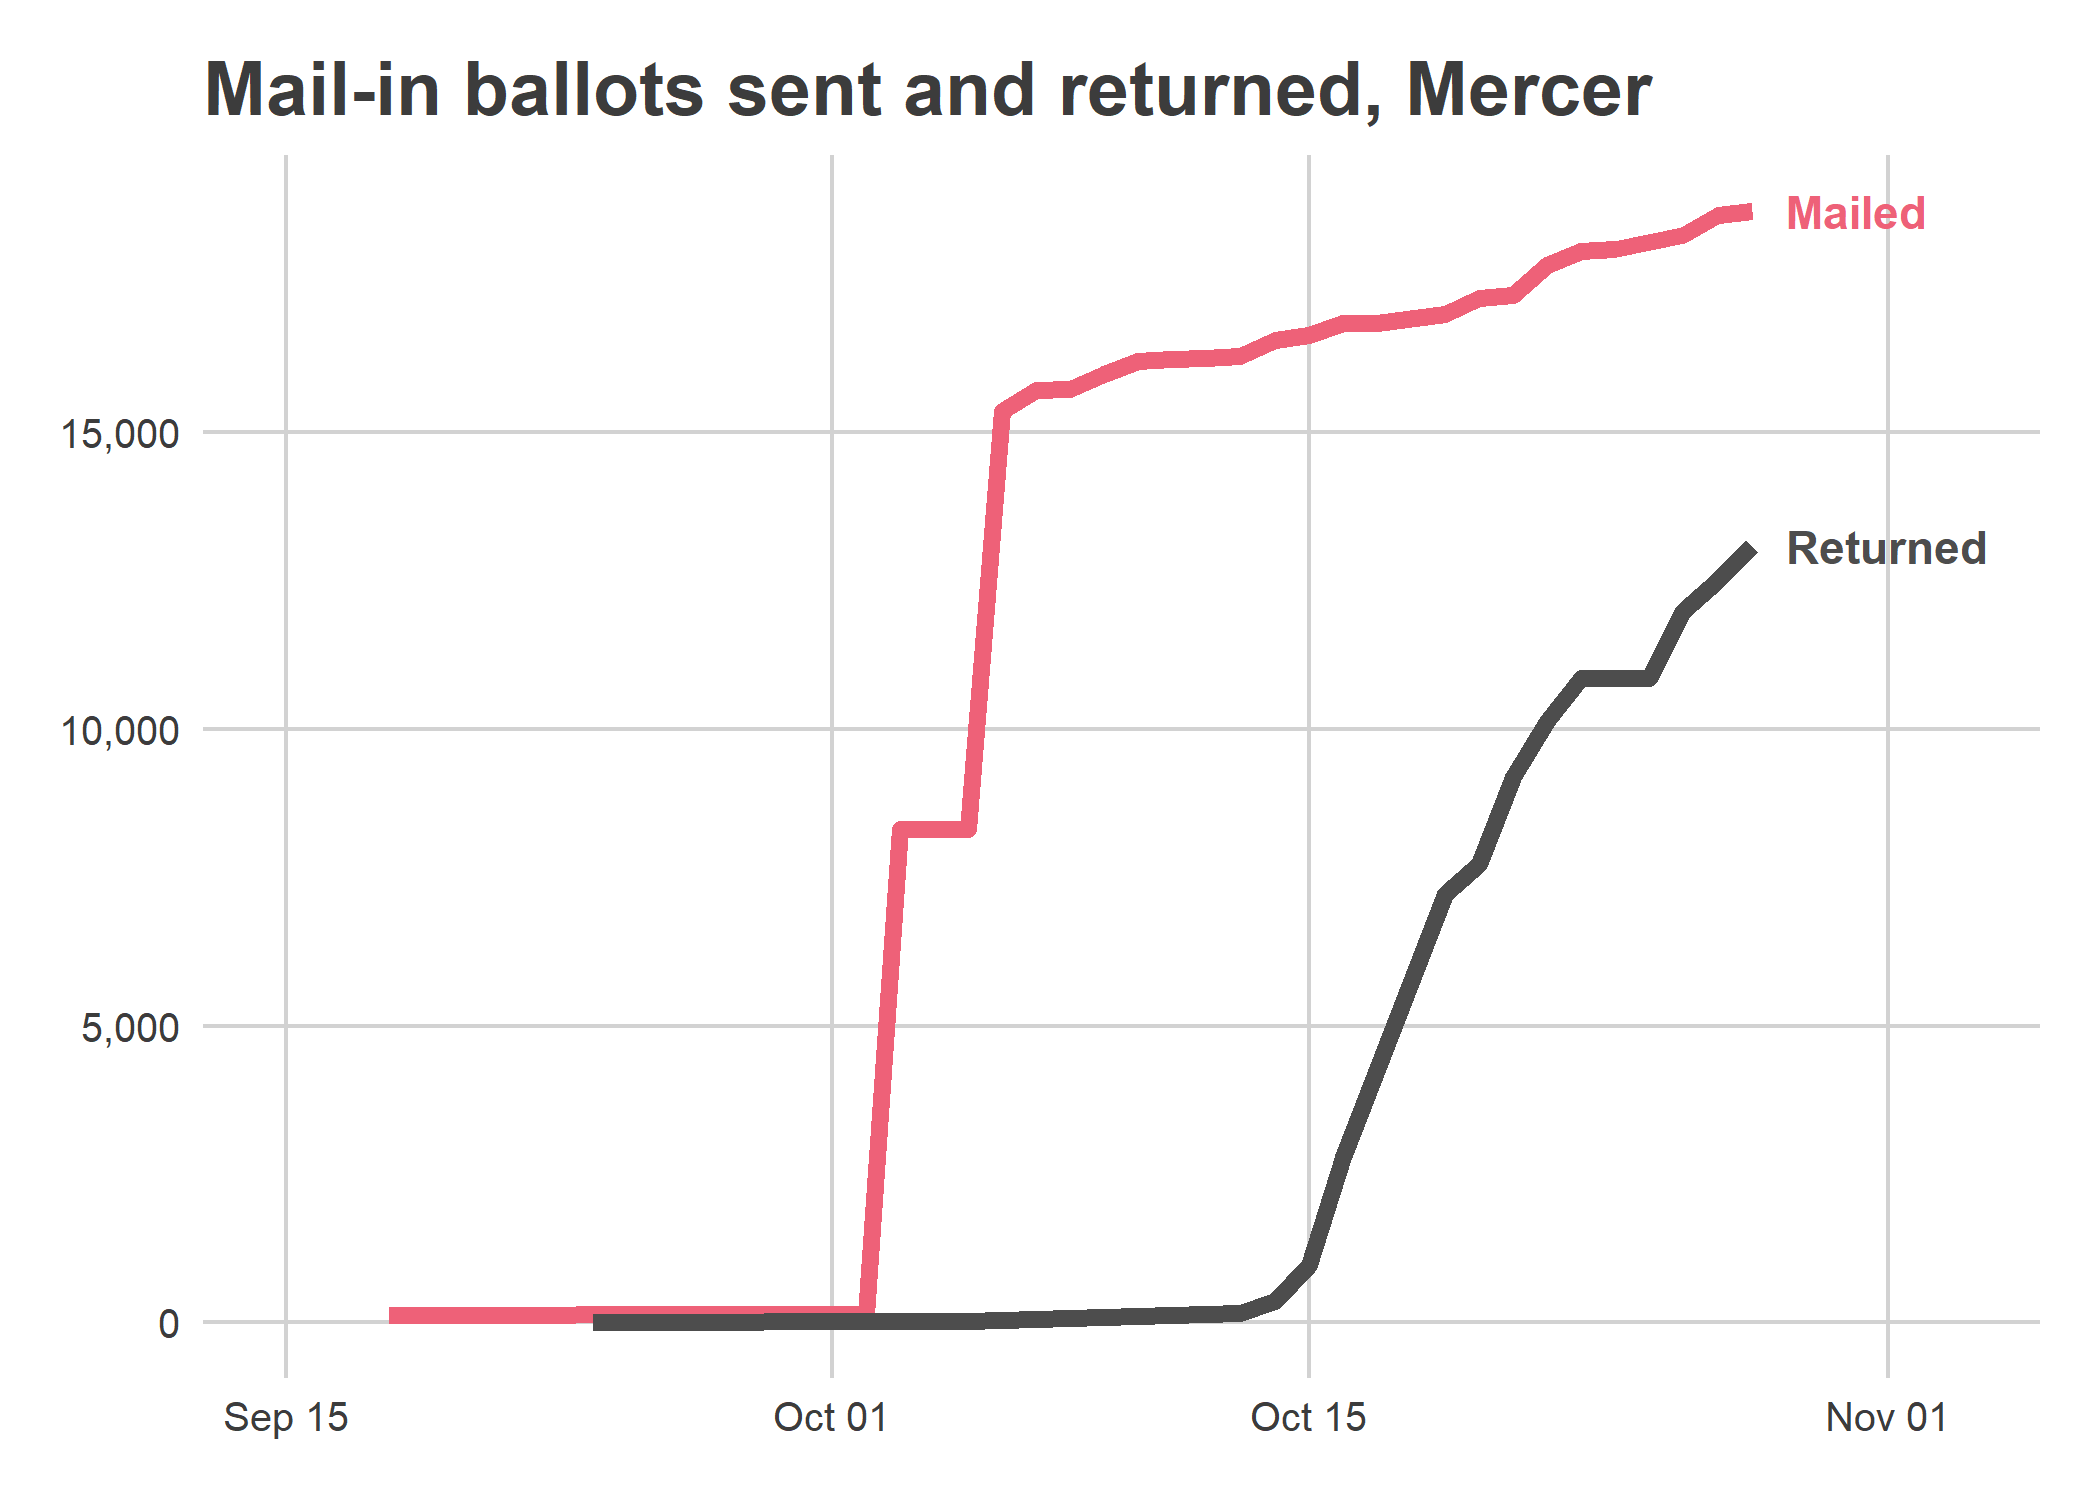 Mail-in ballots sent and returned, Mercer
Mailed
15,000
Returned
10,000
5,000
0
Sep 15
Oct 01
Oct 15
Nov 01